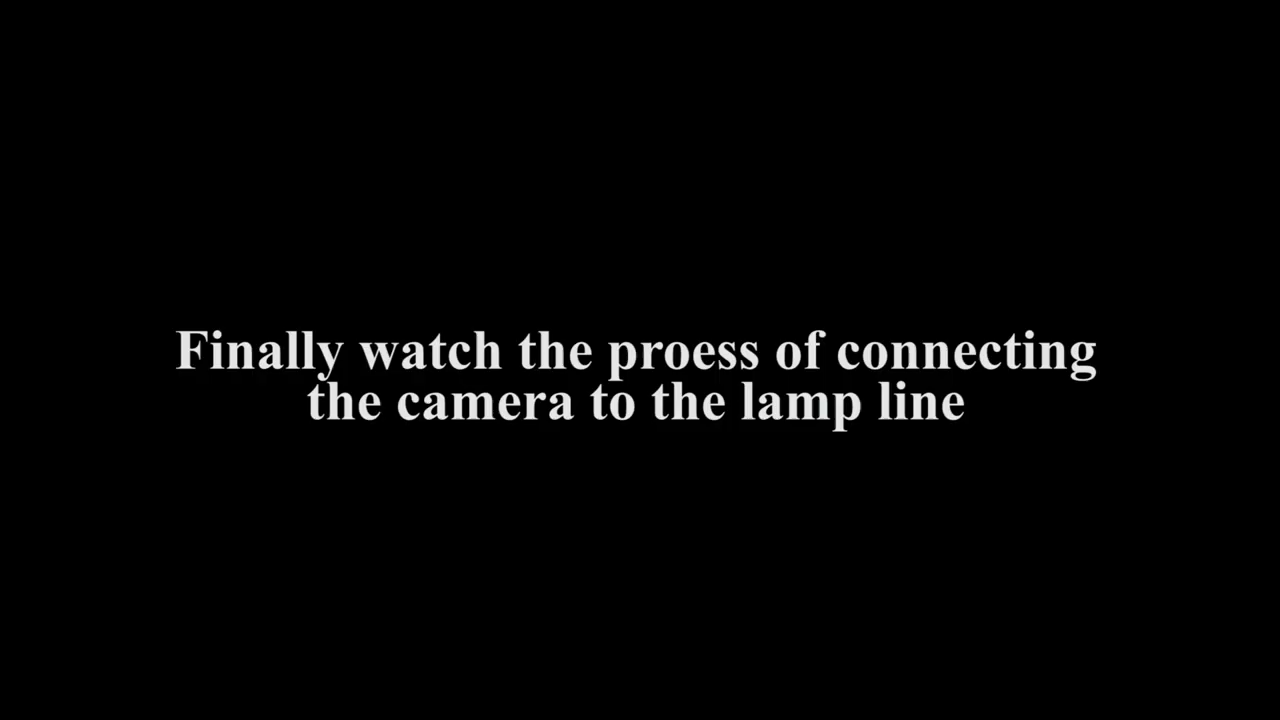 Finally watch the proess of connecting
the camera to the lamp line